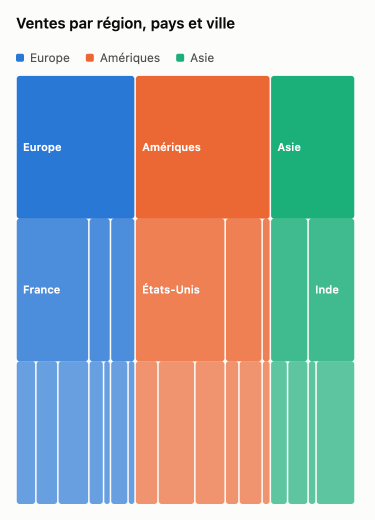 Ventes par région, pays et ville
Europe
Amériques
Asie
Europe
Amériques
Asie
France
États-Unis
Inde